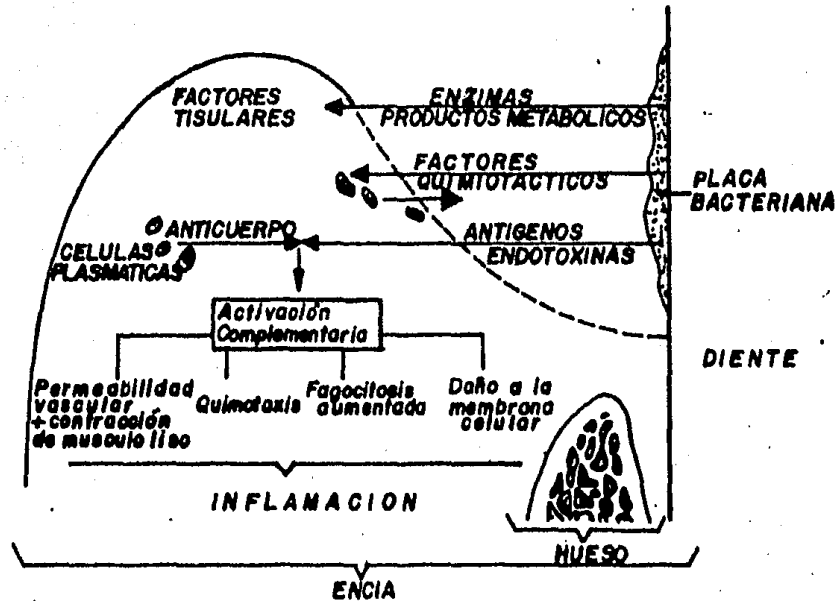 FACTORES
TISULARES
ENZIMAS
PRODUCTOS METABOLICOS
FACTORES
QUIMIOTACTICOS
PLACA
BACTERIANA
ANTICUERPO
CELULAS
PLASMATICAS
ANTIGENOS
ENDOTOXINAS
Activación
Complementaria
DIENTE
Permeabilidad
vascular
+contracción
de musculo liso
Quimotaxis
Fagocitosis
aumentada
Daño a la
membrana
celular
INFLAMACION
HUESO
ENCIA